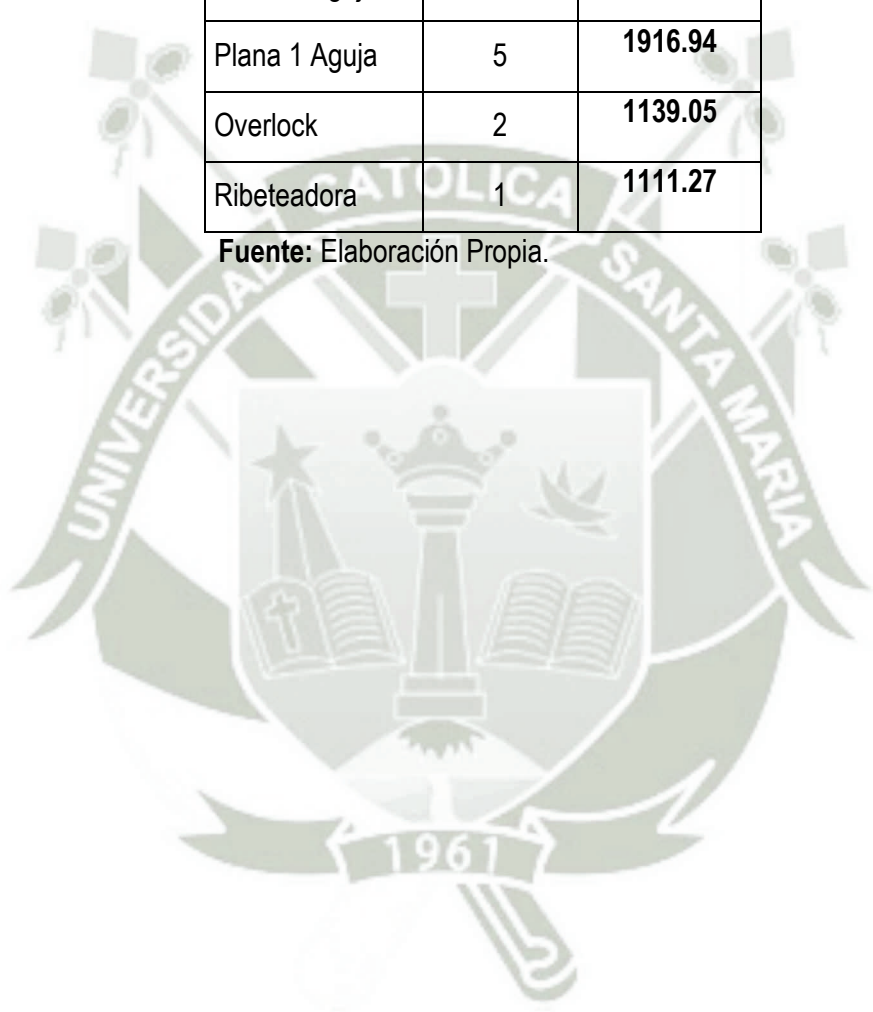 Plana 1 Aguja 5 1916.94
Overlock 2 1139.05
Ribeteadora 1 1111.27
Fuente: Elaboración Propia.
UNIVERSIDAD CATOLICA SANTA MARIA
1961